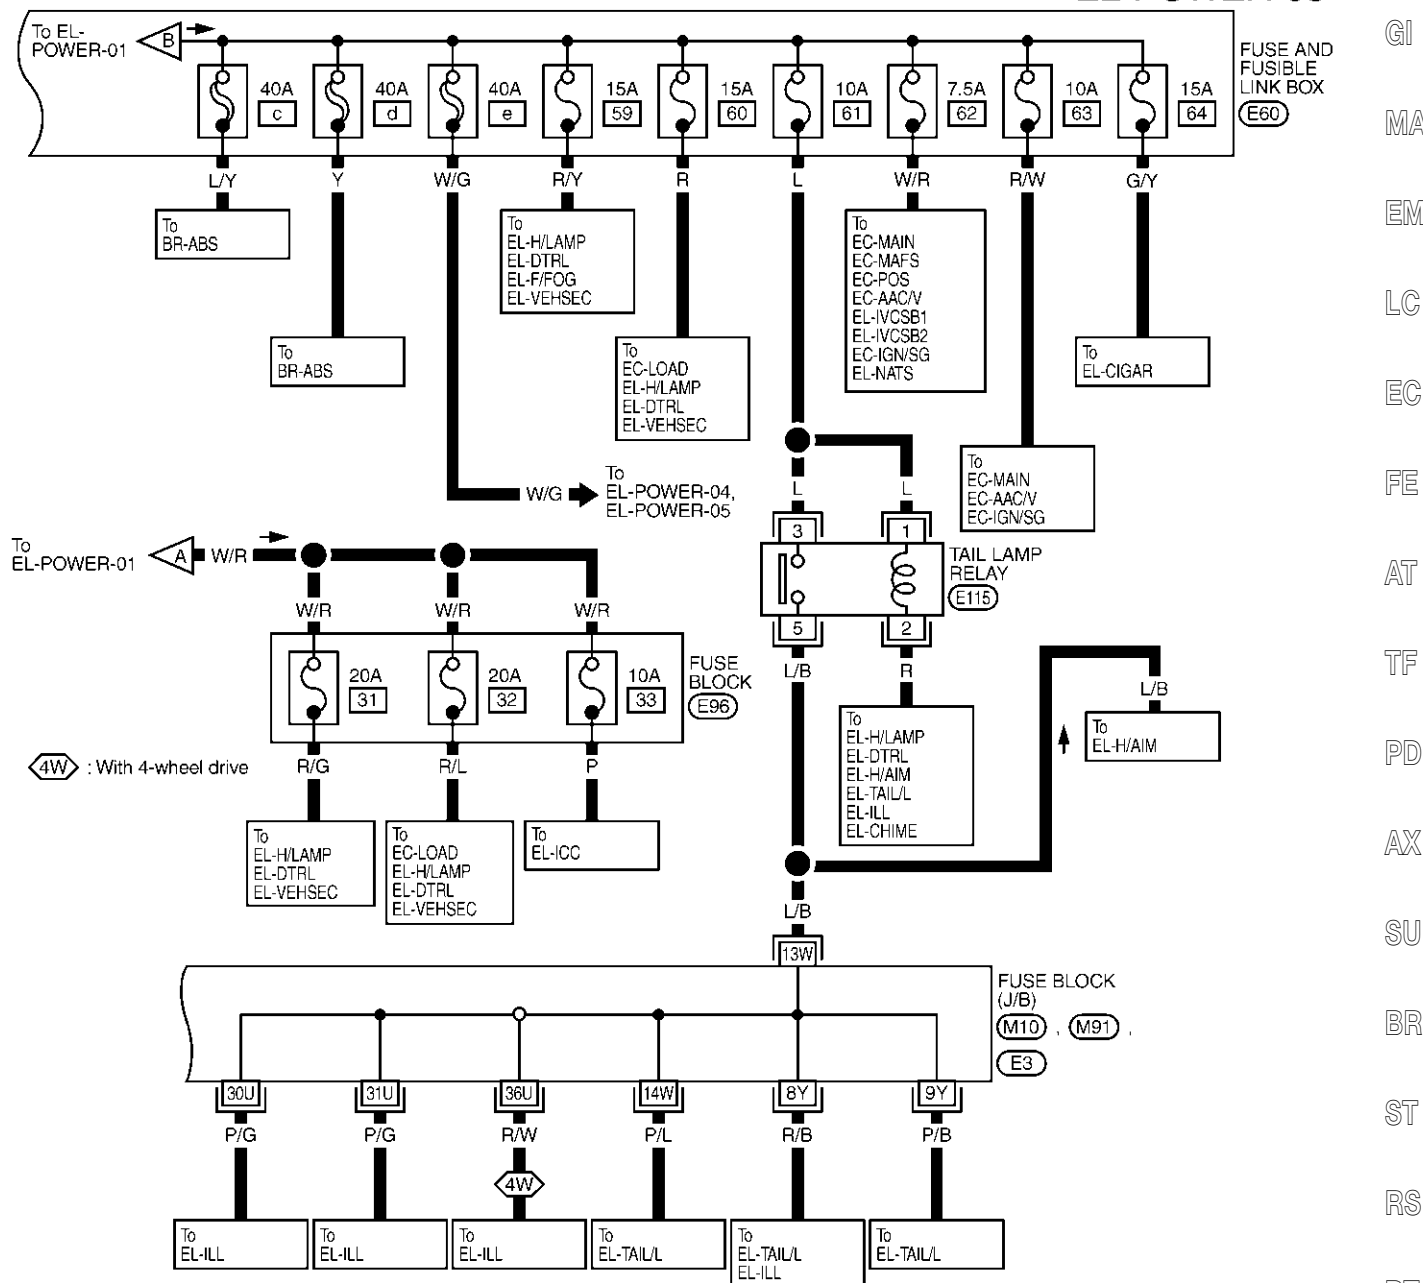 To EL-
POWER-01
B
40A
c
40A
d
40A
e
15A
59
15A
60
10A
61
7.5A
62
10A
63
15A
64
FUSE AND
FUSIBLE
LINK BOX
E60
L/Y
Y
W/G
R/Y
R
L
W/R
R/W
G/Y
To
BR-ABS
To
BR-ABS
To
EL-H/LAMP
EL-DTRL
EL-F/FOG
EL-VEHSEC
To
EC-LOAD
EL-H/LAMP
EL-DTRL
EL-VEHSEC
To
EC-MAIN
EC-MAFS
EC-POS
EC-AAC/V
EL-IVCSB1
EL-IVCSB2
EC-IGN/SG
EL-NATS
To
EC-MAIN
EC-AAC/V
EC-IGN/SG
To
EL-CIGAR
W/G
To
EL-POWER-04,
EL-POWER-05
L
L
3
1
TAIL LAMP
RELAY
E115
5
2
L/B
R
To
EL-H/LAMP
EL-DTRL
EL-H/AIM
EL-TAIL/L
EL-ILL
EL-CHIME
L/B
To
EL-H/AIM
To
EL-POWER-01
A
W/R
W/R
W/R
W/R
20A
31
20A
32
10A
33
FUSE
BLOCK
E96
4W : With 4-wheel drive
R/G
R/L
P
To
EL-H/LAMP
EL-DTRL
EL-VEHSEC
To
EC-LOAD
EL-H/LAMP
EL-DTRL
EL-VEHSEC
To
EL-ICC
L/B
13W
FUSE BLOCK
(J/B)
M10 , M91 ,
E3
30U
31U
36U
14W
8Y
9Y
P/G
P/G
R/W
P/L
R/B
P/B
4W
To
EL-ILL
To
EL-ILL
To
EL-ILL
To
EL-TAIL/L
To
EL-TAIL/L
EL-ILL
To
EL-TAIL/L
GI
MA
EM
LC
EC
FE
AT
TF
PD
AX
SU
BR
ST
RS